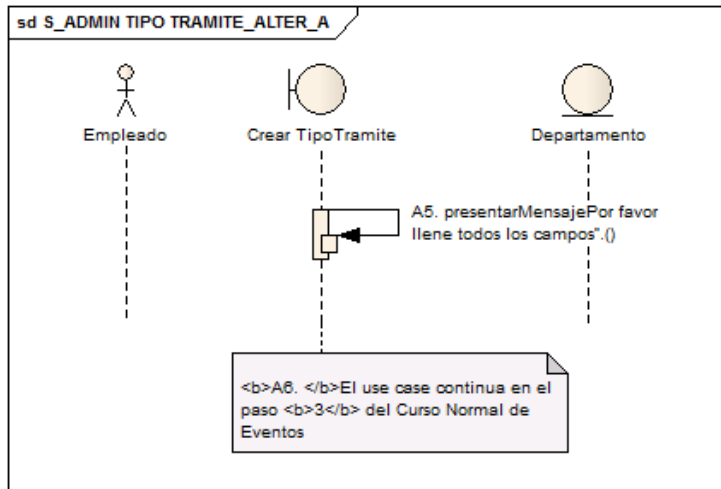 sd S_ADMIN TIPO TRAMITE_ALTER_A
Empleado
Crear TipoTramite
Departamento
A5. presentarMensajePor favor
llene todos los campos".()
<b>A6. </b>El use case continua en el
paso <b>3</b> del Curso Normal de
Eventos